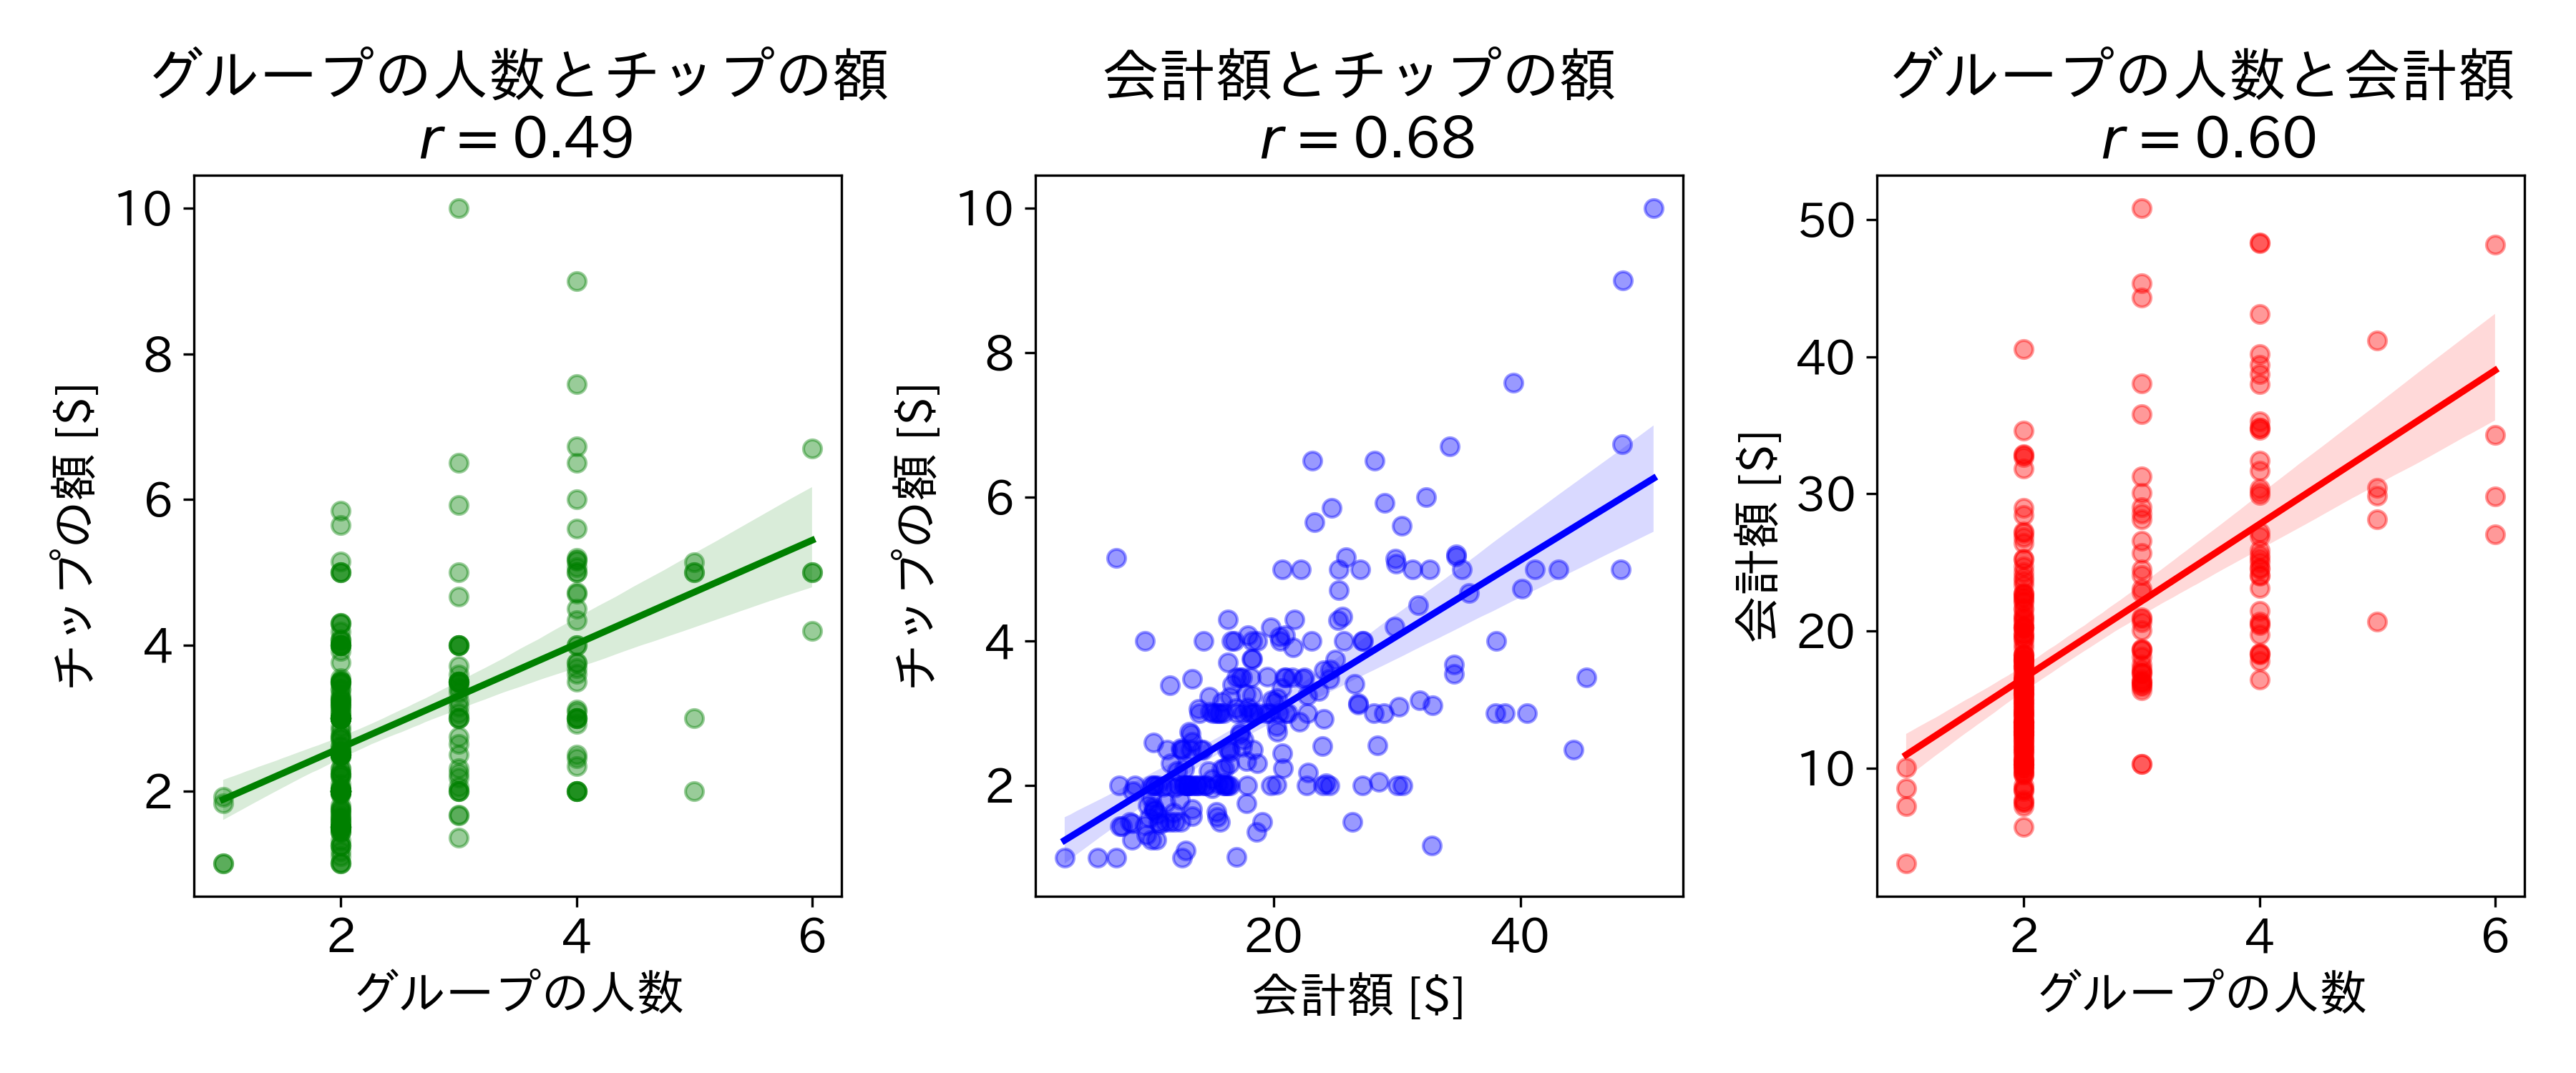 グループの人数とチップの額
r = 0.49
チップの額 [$]
10
8
6
4
2
2 4 6
グループの人数
会計額とチップの額
r = 0.68
チップの額 [$]
10
8
6
4
2
20 40
会計額 [$]
グループの人数と会計額
r = 0.60
会計額 [$]
50
40
30
20
10
2 4 6
グループの人数